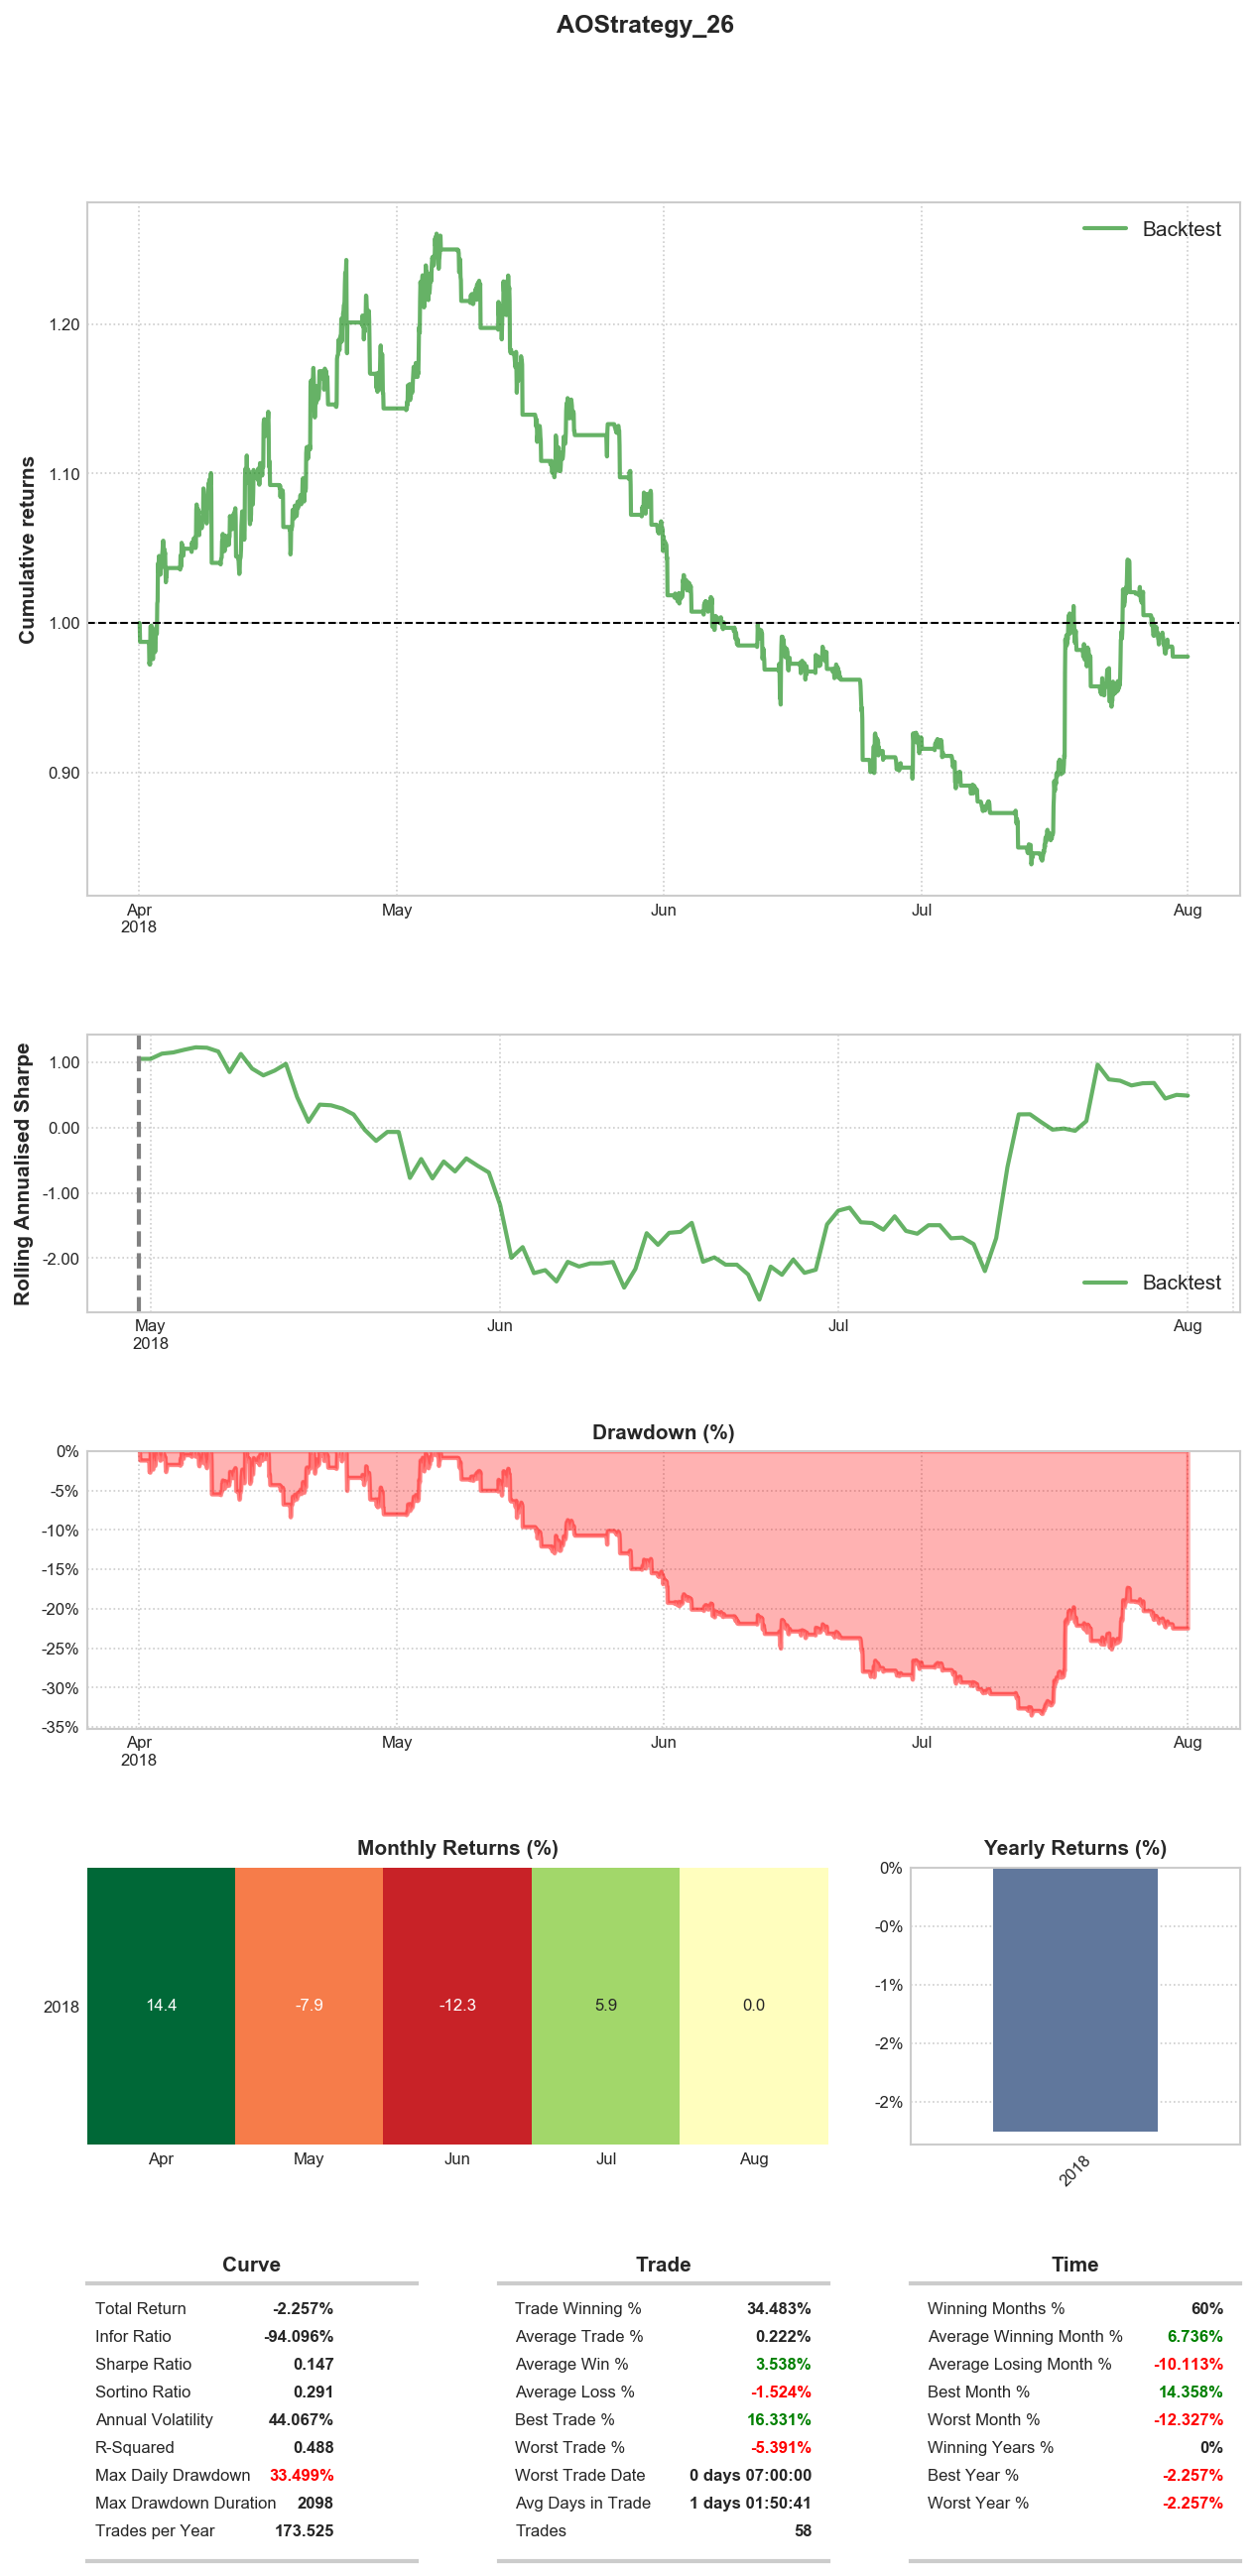 AOStrategy_26
Cumulative returns
Backtest
1.20
1.10
1.00
0.90
Apr
2018
May
Jun
Jul
Aug
Rolling Annualised Sharpe
1.00
0.00
-1.00
-2.00
Backtest
May
2018
Jun
Jul
Aug
Drawdown (%)
0%
-5%
-10%
-15%
-20%
-25%
-30%
-35%
Apr
2018
May
Jun
Jul
Aug
Monthly Returns (%)
2018
14.4 -7.9 -12.3 5.9 0.0
Apr May Jun Jul Aug
Yearly Returns (%)
0%
-0%
-1%
-2%
-2%
2018
Curve
Total Return -2.257%
Infor Ratio -94.096%
Sharpe Ratio 0.147
Sortino Ratio 0.291
Annual Volatility 44.067%
R-Squared 0.488
Max Daily Drawdown 33.499%
Max Drawdown Duration 2098
Trades per Year 173.525
Trade
Trade Winning % 34.483%
Average Trade % 0.222%
Average Win % 3.538%
Average Loss % -1.524%
Best Trade % 16.331%
Worst Trade % -5.391%
Worst Trade Date 0 days 07:00:00
Avg Days in Trade 1 days 01:50:41
Trades 58
Time
Winning Months % 60%
Average Winning Month % 6.736%
Average Losing Month % -10.113%
Best Month % 14.358%
Worst Month % -12.327%
Winning Years % 0%
Best Year % -2.257%
Worst Year % -2.257%